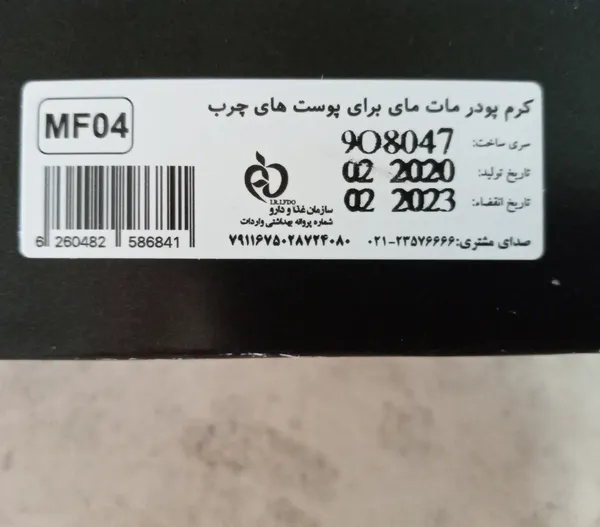 کرم پودر مات مای برای پوست های چرب
MF04
سری ساخت: 908047
تاریخ تولید: 02 2020
تاریخ انقضاء: 02 2023
I.R.I.FDO
سازمان غذا و دارو
شماره پروانه بهداشتی واردات
۷۹۱۱۶۷۵۰۲۸۷۲۴۰۸۰
صدای مشتری: ۰۲۱-۲۳۵۷۶۶۶۶
6 260482 586841